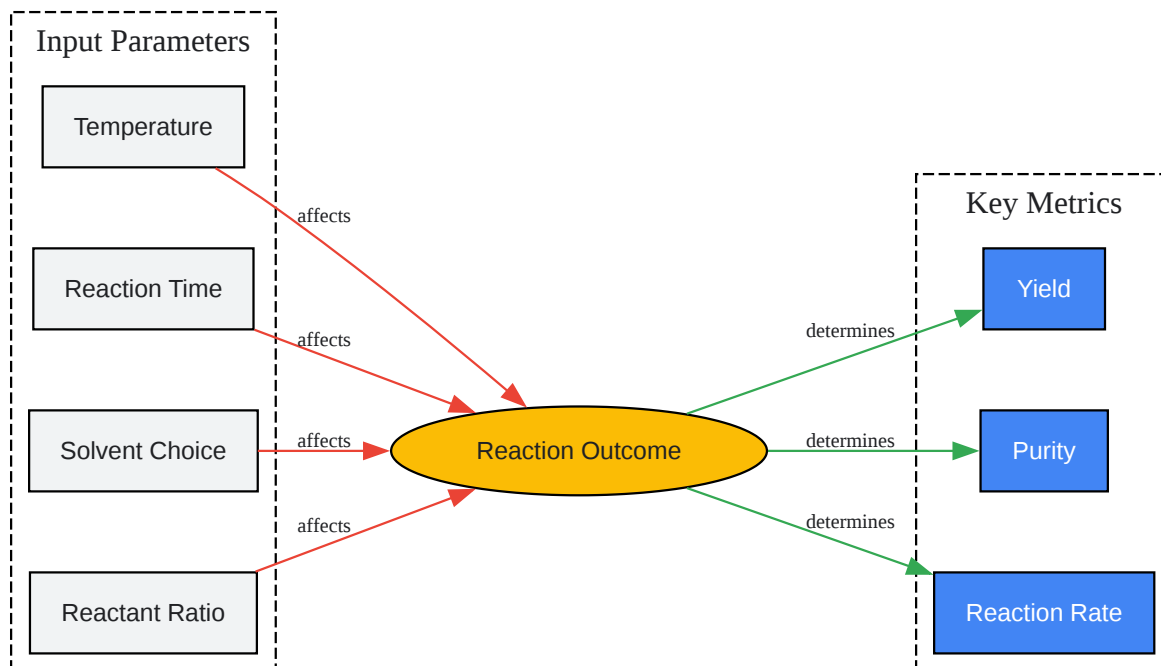 Input Parameters
Temperature
affects
Key Metrics
Reaction Time
Yield
affects
determines
Solvent Choice
affects
Reaction Outcome
determines
Purity
affects
determines
Reactant Ratio
Reaction Rate